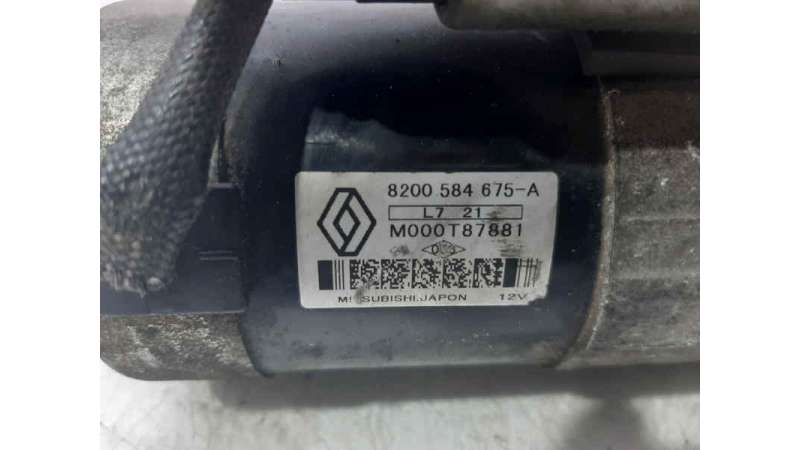 8200 584 675-A
L7 21
M000T87881
MITSUBISHI.JAPON 12V